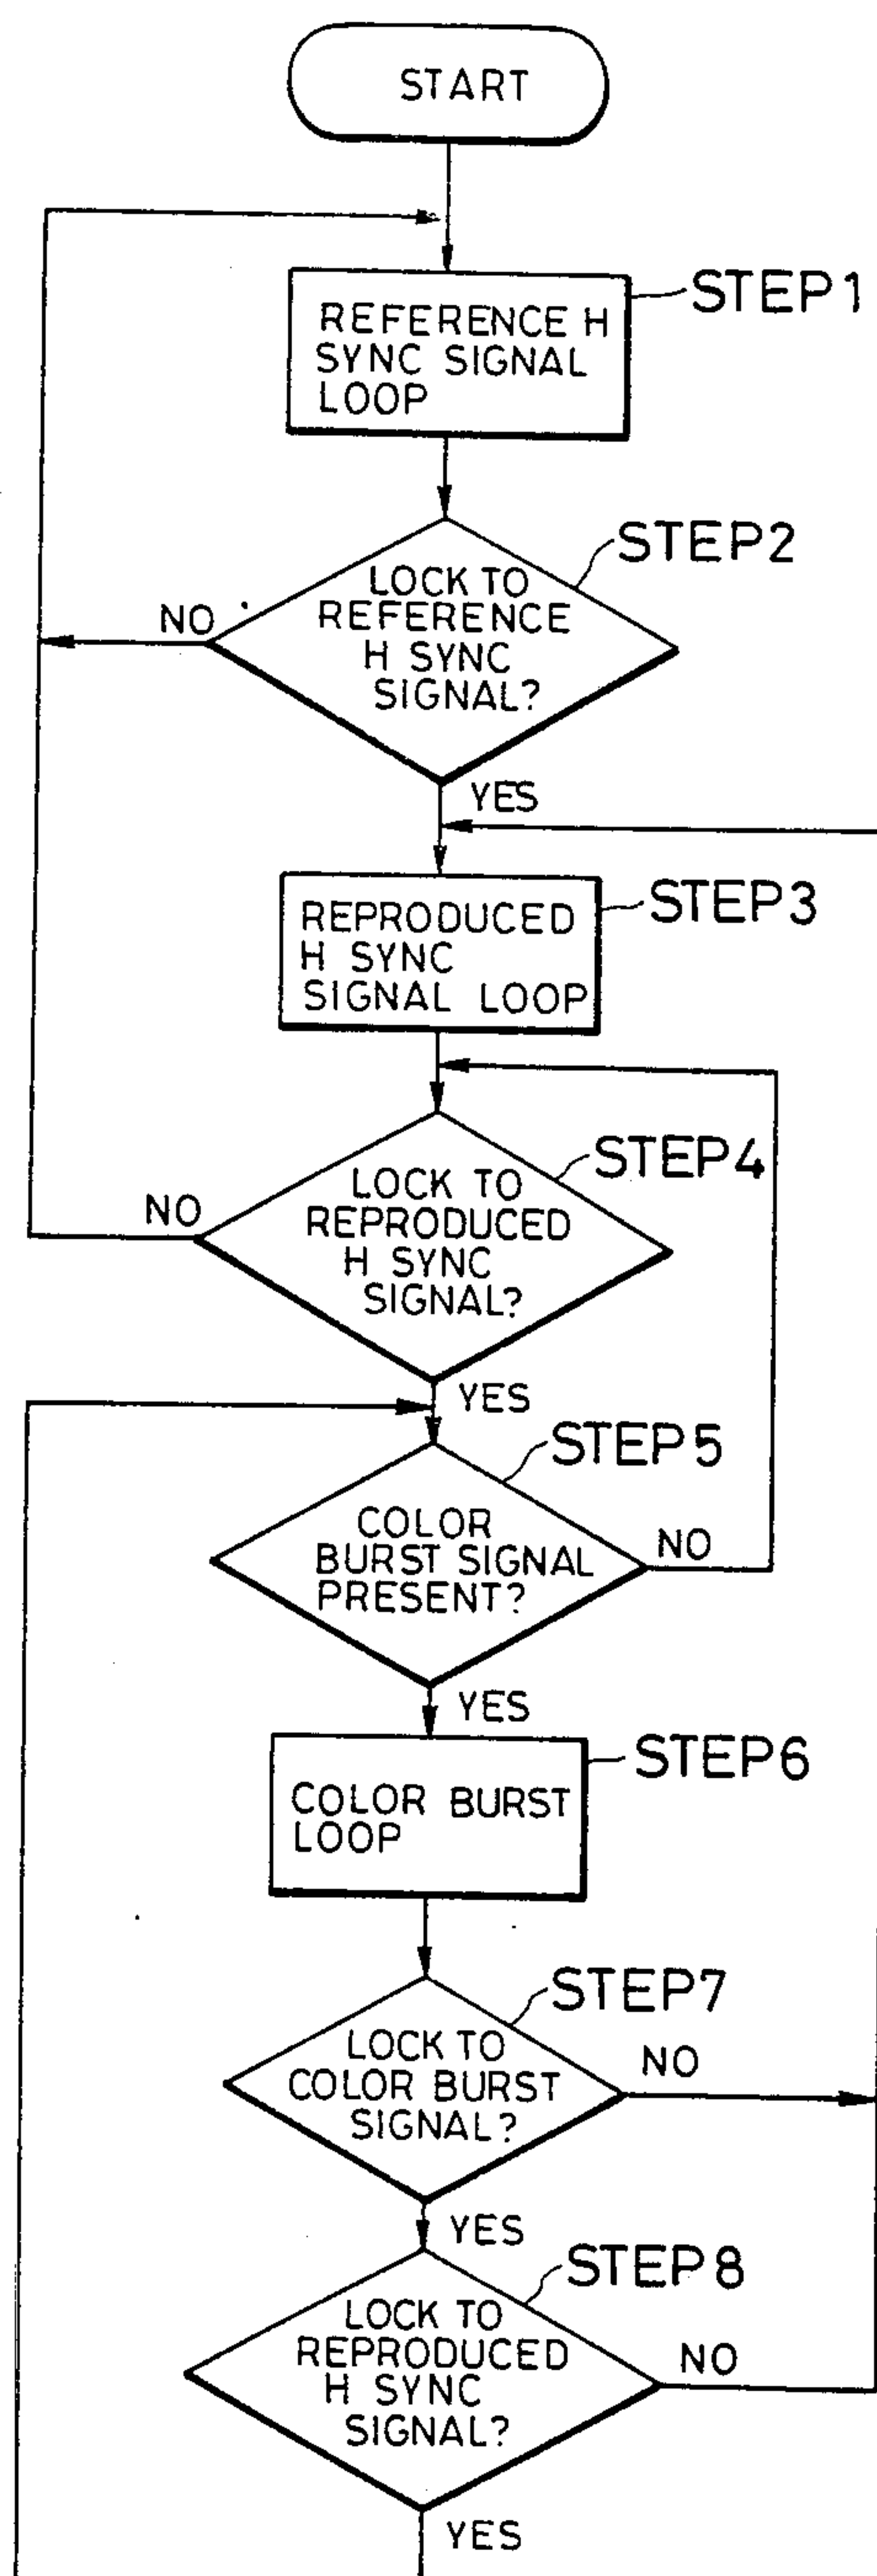 START
STEP1
REFERENCE H
SYNC SIGNAL
LOOP
STEP2
LOCK TO
REFERENCE
H SYNC
SIGNAL?
NO
YES
STEP3
REPRODUCED
H SYNC
SIGNAL LOOP
STEP4
LOCK TO
REPRODUCED
H SYNC
SIGNAL?
NO
YES
STEP5
COLOR
BURST SIGNAL
PRESENT?
NO
YES
STEP6
COLOR BURST
LOOP
STEP7
LOCK TO
COLOR BURST
SIGNAL?
NO
YES
STEP8
LOCK TO
REPRODUCED
H SYNC
SIGNAL?
NO
YES